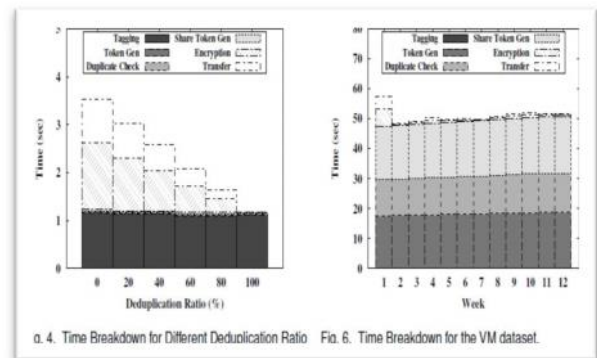 5
4
3
2
1
0
Time (sec)
Tagging
Token Gen
Duplicate Check
Share Token Gen
Encryption
Transfer
0 20 40 60 80 100
Deduplication Ratio (%)
80
70
60
50
40
30
20
10
0
Time (sec)
Tagging
Token Gen
Duplicate Check
Share Token Gen
Encryption
Transfer
1 2 3 4 5 6 7 8 9 10 11 12
Week
g. 4. Time Breakdown for Different Deduplication Ratio
Fig. 6. Time Breakdown for the VM dataset.